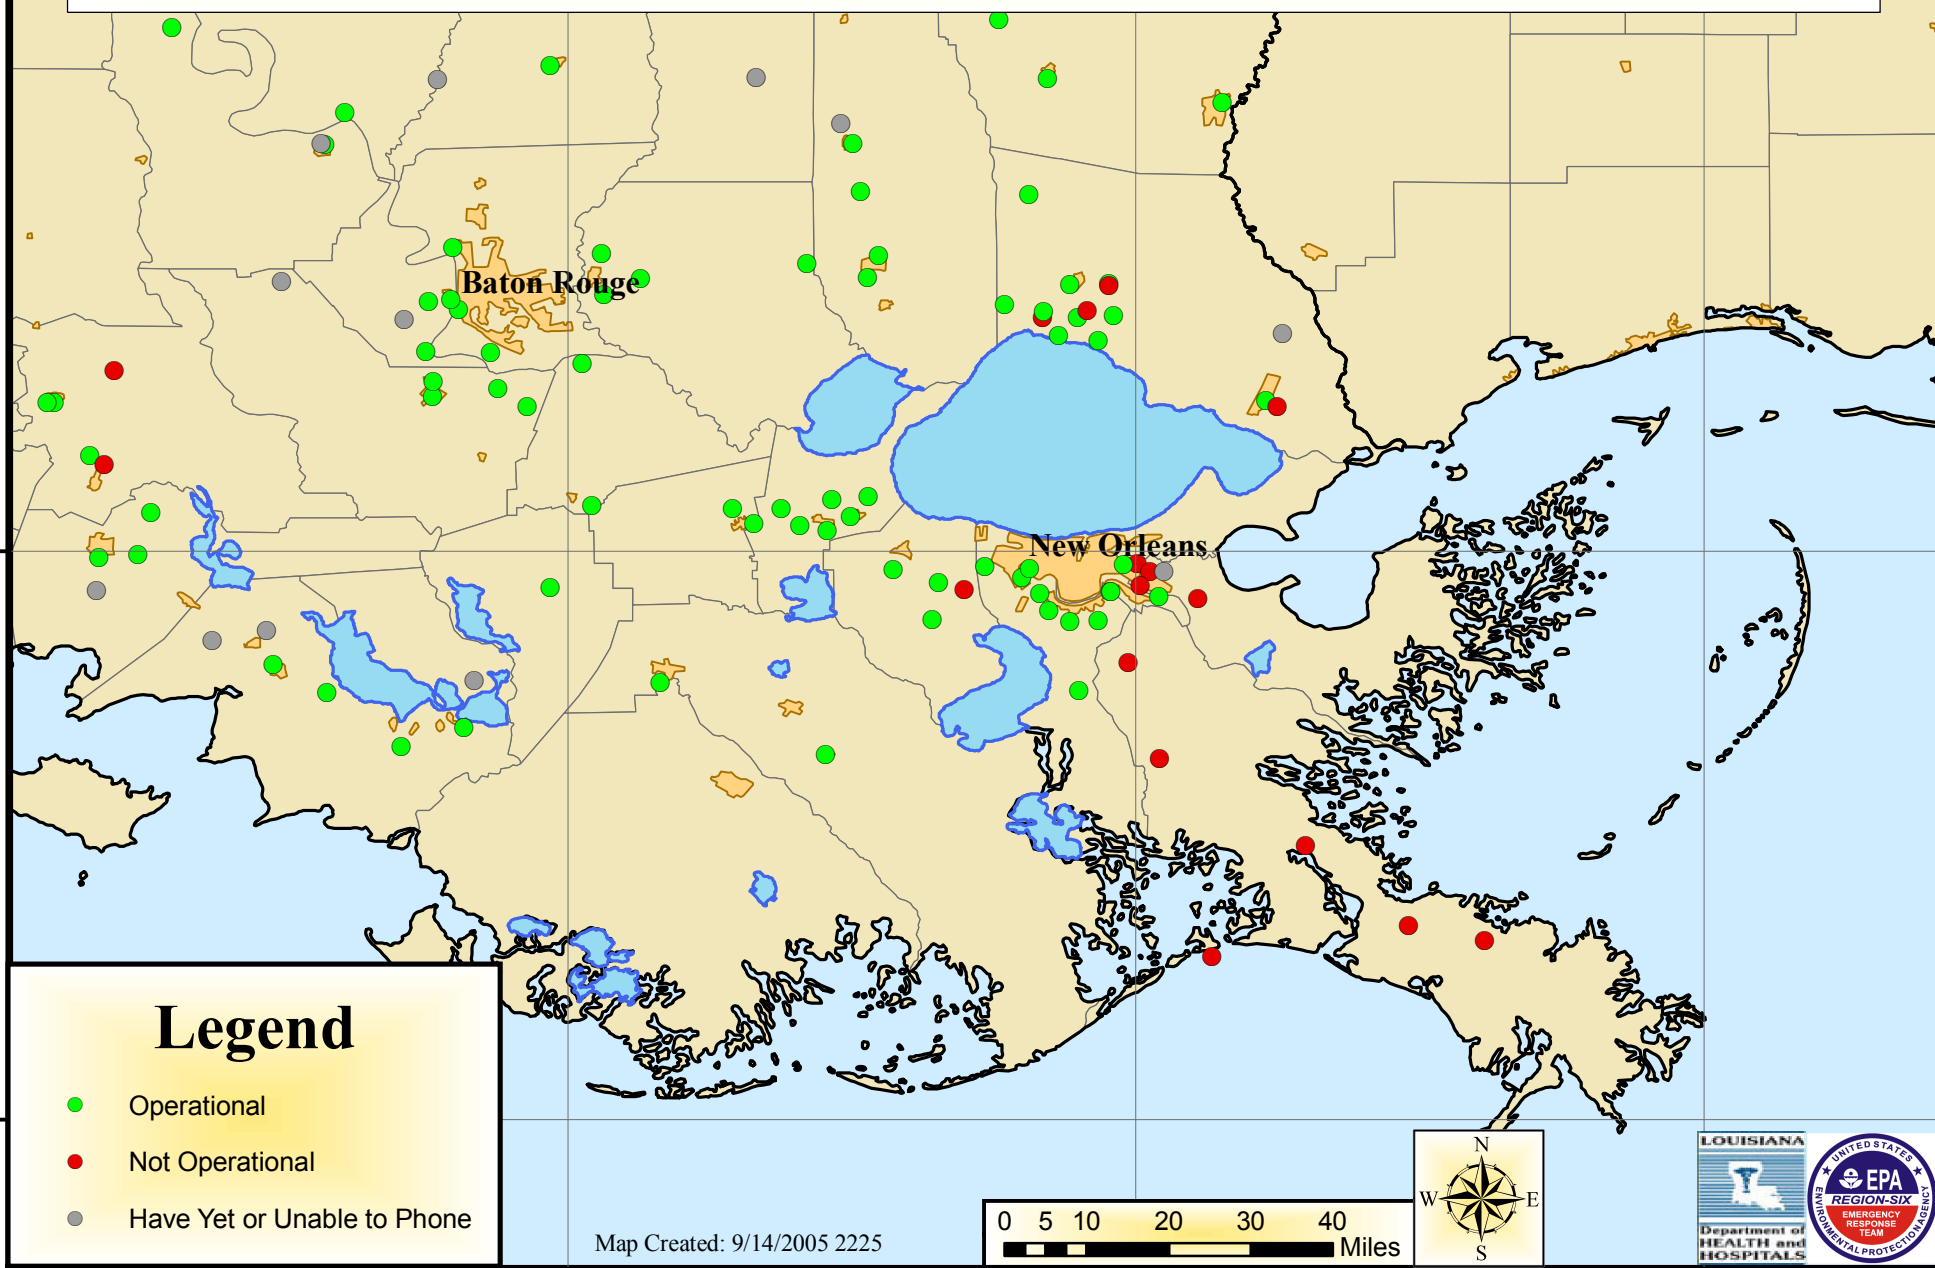 Baton Rouge
New Orleans
Legend
Operational
Not Operational
Have Yet or Unable to Phone
Map Created: 9/14/2005 2225
0 5 10 20 30 40
Miles
N
W E
S
LOUISIANA
Department of
HEALTH and
HOSPITALS
UNITED STATES
EPA
REGION-SIX
EMERGENCY
RESPONSE
TEAM
ENVIRONMENTAL PROTECTION AGENCY